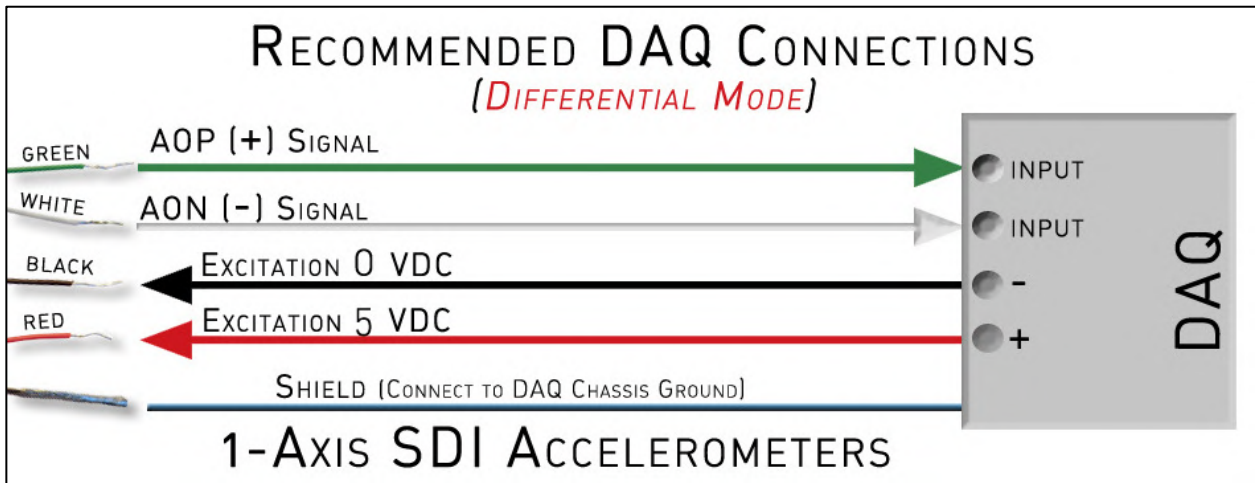 RECOMMENDED DAQ CONNECTIONS
(DIFFERENTIAL MODE)
GREEN
AOP (+) SIGNAL
INPUT
WHITE
AON (-) SIGNAL
INPUT
BLACK
EXCITATION 0 VDC
-
RED
EXCITATION 5 VDC
+
DAQ
SHIELD (CONNECT TO DAQ CHASSIS GROUND)
1-AXIS SDI ACCELEROMETERS